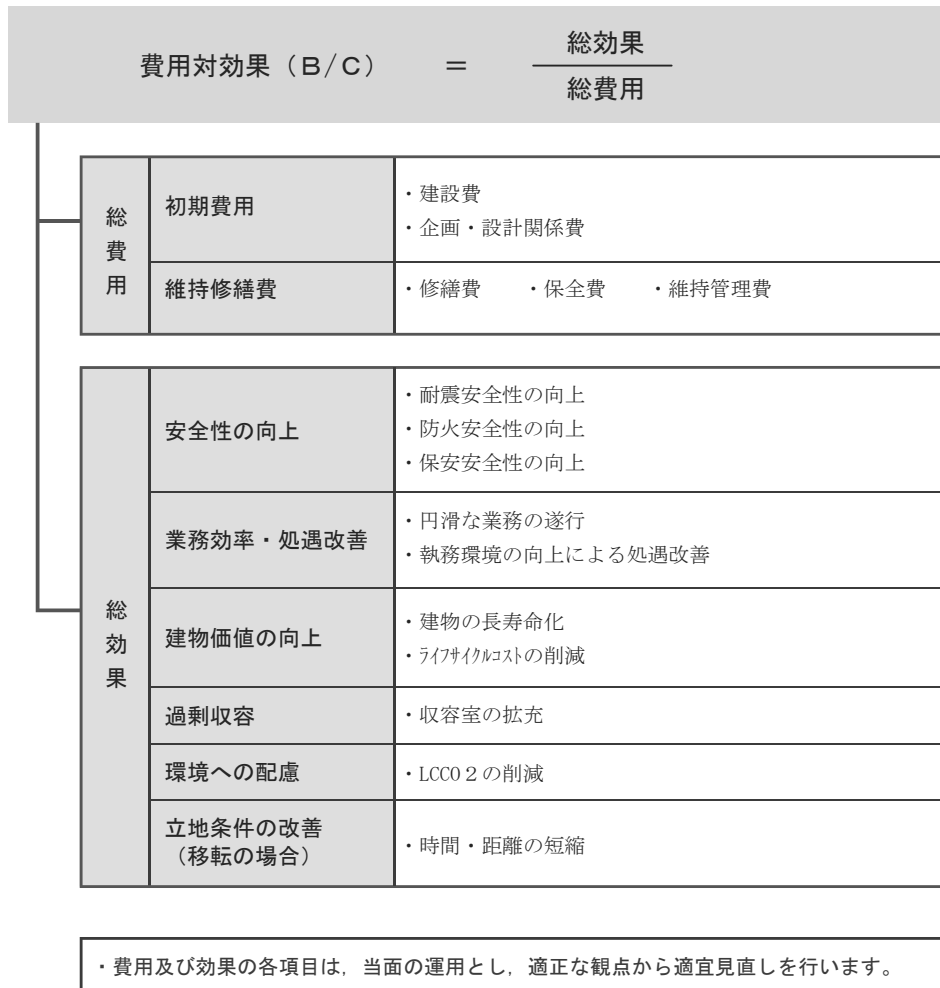 費用対効果（Ｂ/Ｃ） ＝ 総効果
総費用
総費用
初期費用
・建設費
・企画・設計関係費
維持修繕費
・修繕費 ・保全費 ・維持管理費
総効果
安全性の向上
・耐震安全性の向上
・防火安全性の向上
・保安安全性の向上
業務効率・処遇改善
・円滑な業務の遂行
・執務環境の向上による処遇改善
建物価値の向上
・建物の長寿命化
・ﾗｲﾌｻｲｸﾙｺｽﾄの削減
過剰収容
・収容室の拡充
環境への配慮
・LCCO２の削減
立地条件の改善
（移転の場合）
・時間・距離の短縮
・費用及び効果の各項目は，当面の運用とし，適正な観点から適宜見直しを行います。